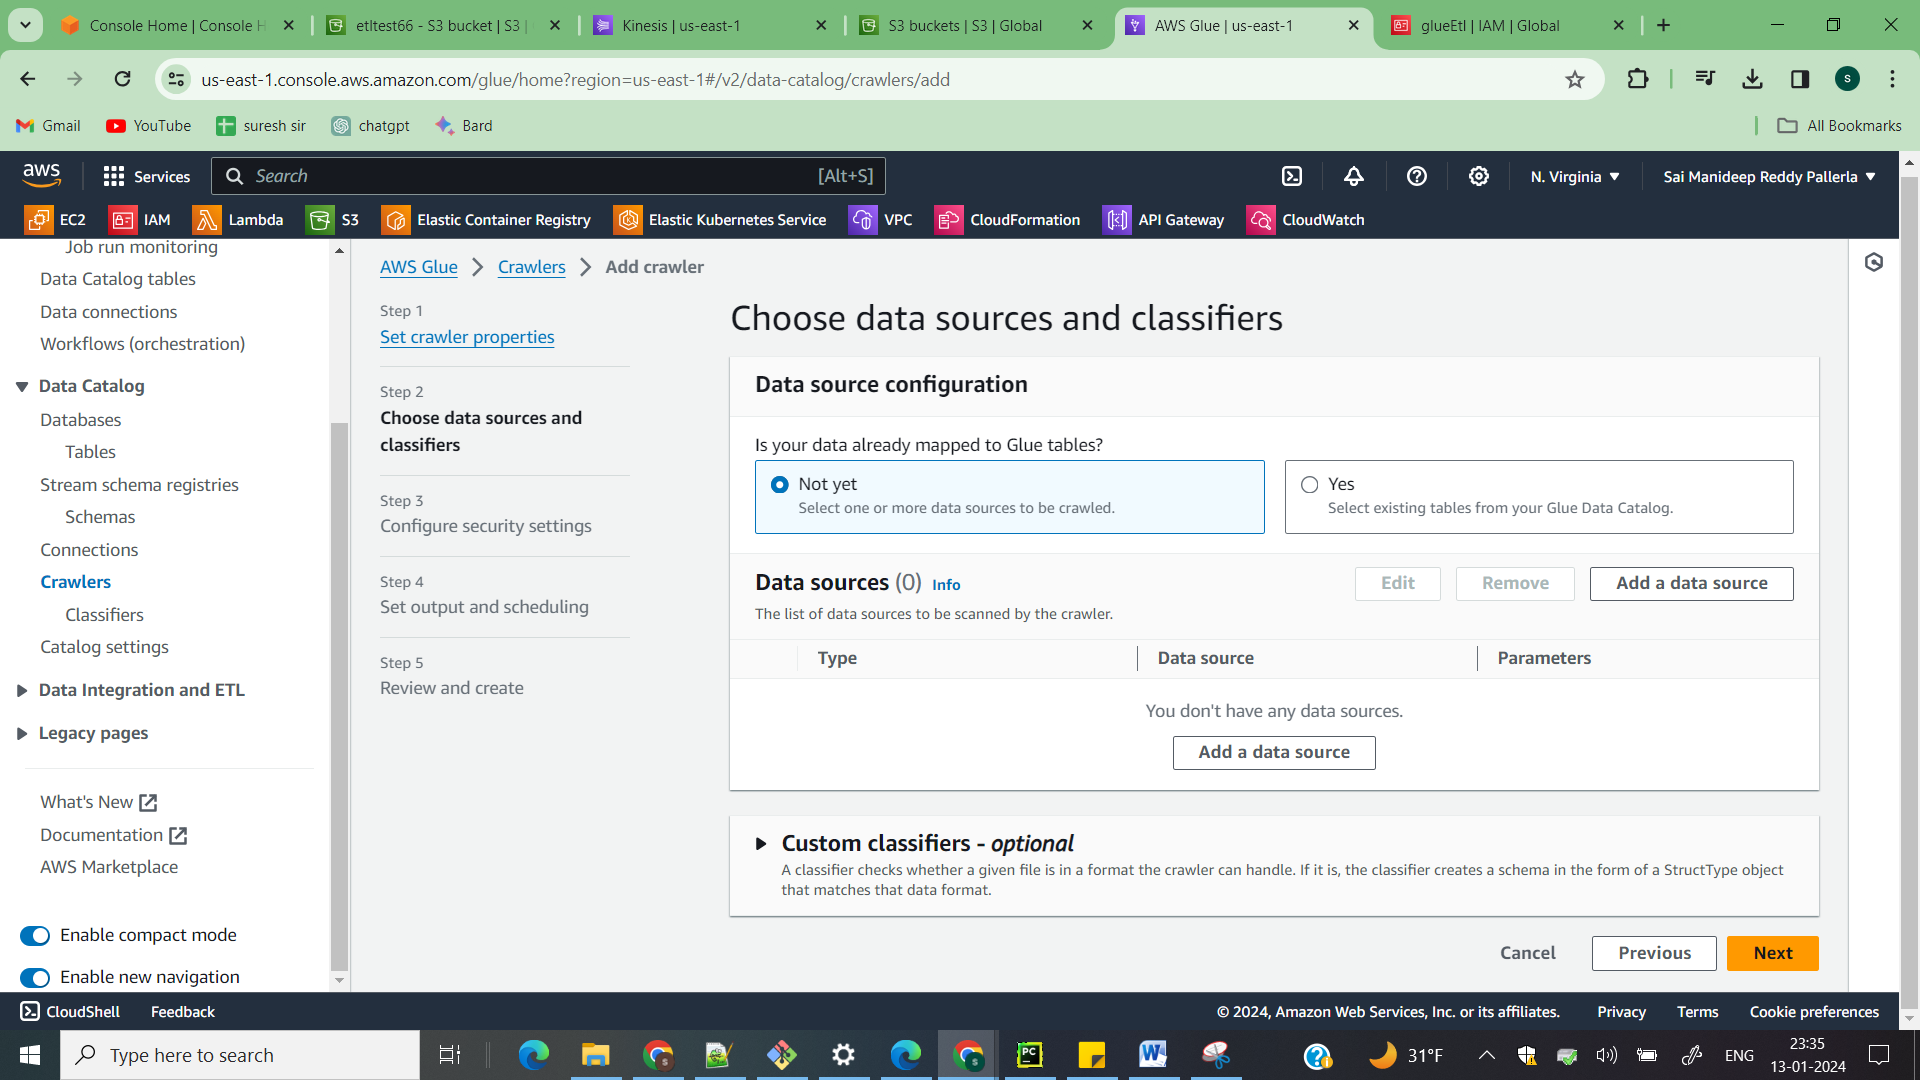 Console Home | Console H
etltest66 - S3 bucket | S3 |
Kinesis | us-east-1
S3 buckets | S3 | Global
AWS Glue | us-east-1
glueEtl | IAM | Global
us-east-1.console.aws.amazon.com/glue/home?region=us-east-1#/v2/data-catalog/crawlers/add
S
Gmail
YouTube
suresh sir
chatgpt
Bard
All Bookmarks
aws
Services
Search
[Alt+S]
N. Virginia
Sai Manideep Reddy Pallerla
EC2
IAM
Lambda
S3
Elastic Container Registry
Elastic Kubernetes Service
VPC
CloudFormation
API Gateway
CloudWatch
Job run monitoring
Data Catalog tables
Data connections
Workflows (orchestration)
Data Catalog
Databases
Tables
Stream schema registries
Schemas
Connections
Crawlers
Classifiers
Catalog settings
Data Integration and ETL
Legacy pages
What's New
Documentation
AWS Marketplace
Enable compact mode
Enable new navigation
AWS Glue
Crawlers
Add crawler
Step 1
Set crawler properties
Step 2
Choose data sources and
classifiers
Step 3
Configure security settings
Step 4
Set output and scheduling
Step 5
Review and create
Choose data sources and classifiers
Data source configuration
Is your data already mapped to Glue tables?
Not yet
Select one or more data sources to be crawled.
Yes
Select existing tables from your Glue Data Catalog.
Data sources (0) Info
The list of data sources to be scanned by the crawler.
Edit
Remove
Add a data source
Type
Data source
Parameters
You don't have any data sources.
Add a data source
Custom classifiers - optional
A classifier checks whether a given file is in a format the crawler can handle. If it is, the classifier creates a schema in the form of a StructType object
that matches that data format.
Cancel
Previous
Next
CloudShell
Feedback
© 2024, Amazon Web Services, Inc. or its affiliates.
Privacy
Terms
Cookie preferences
Type here to search
PC
31°F
ENG
23:35
13-01-2024